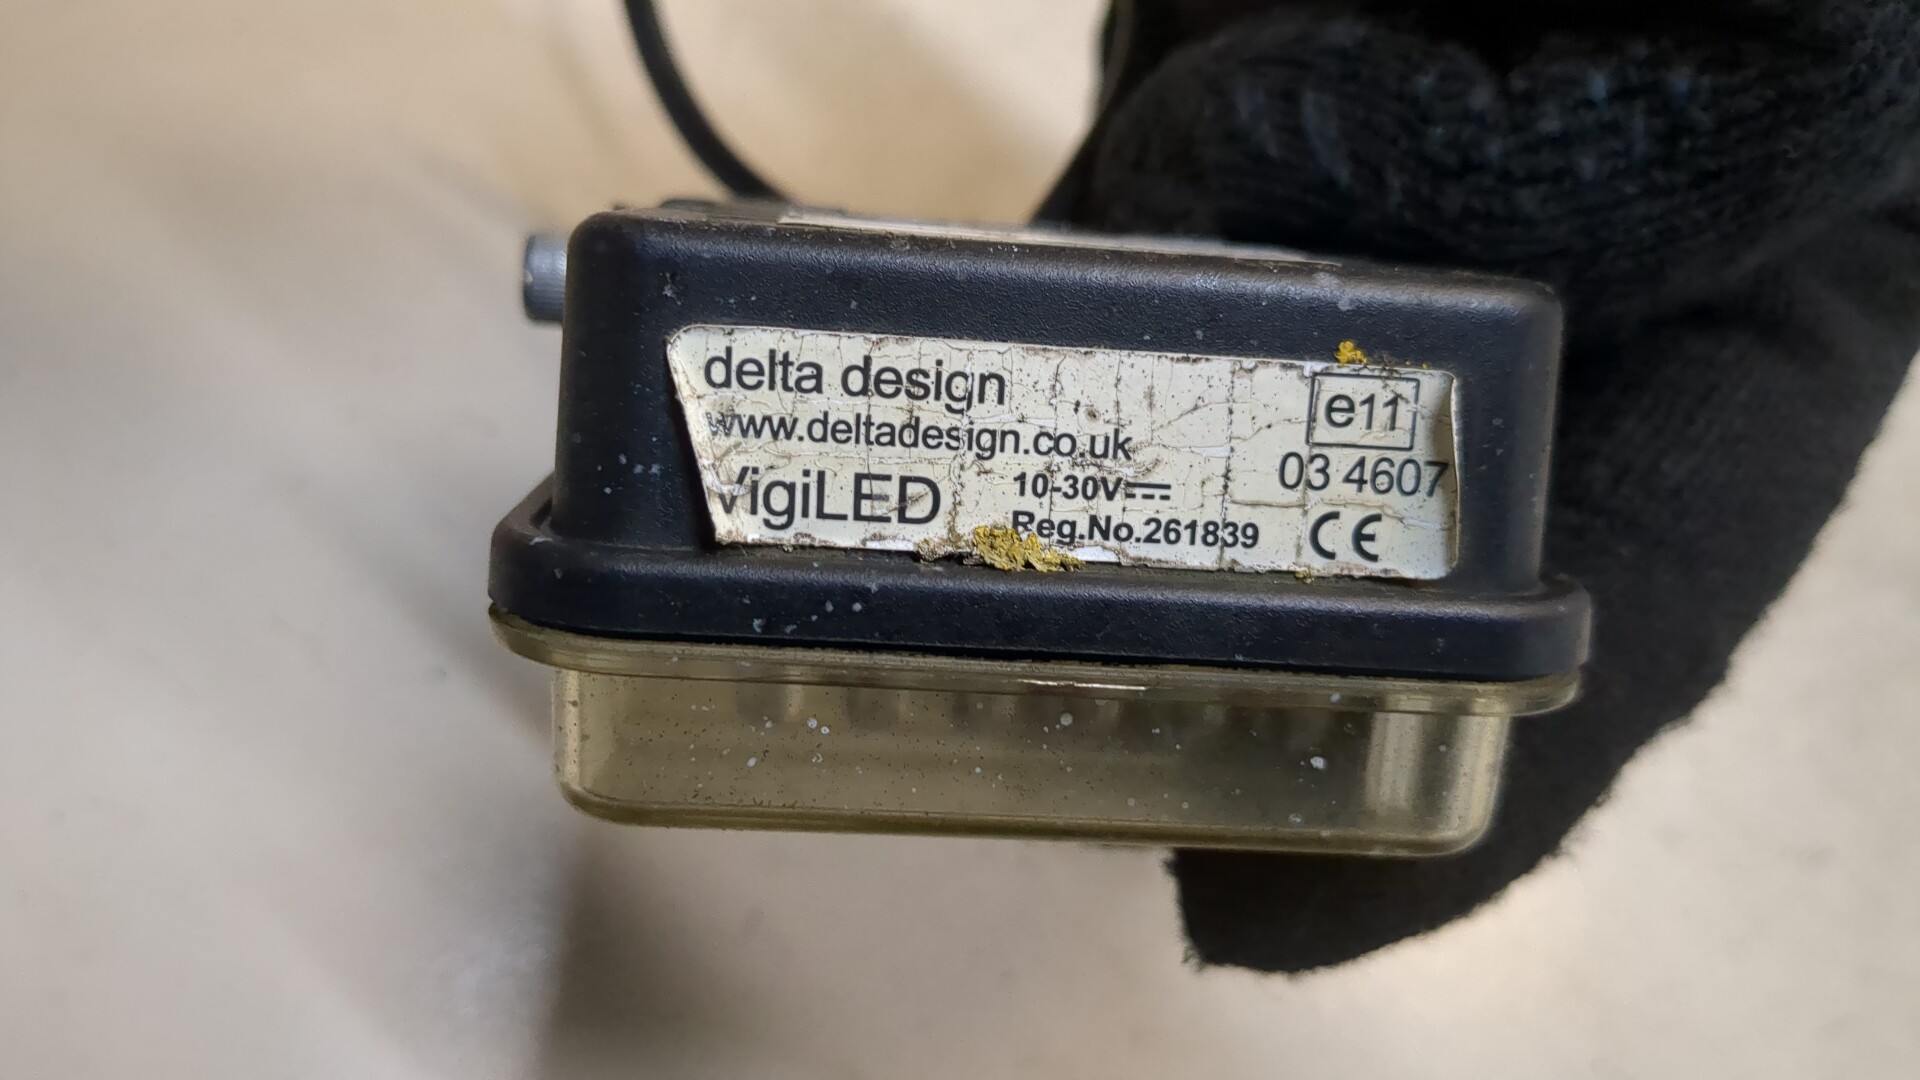 delta design
www.deltadesign.co.uk
VigiLED
10-30V
Reg.No.261839
e11
03 4607
CE